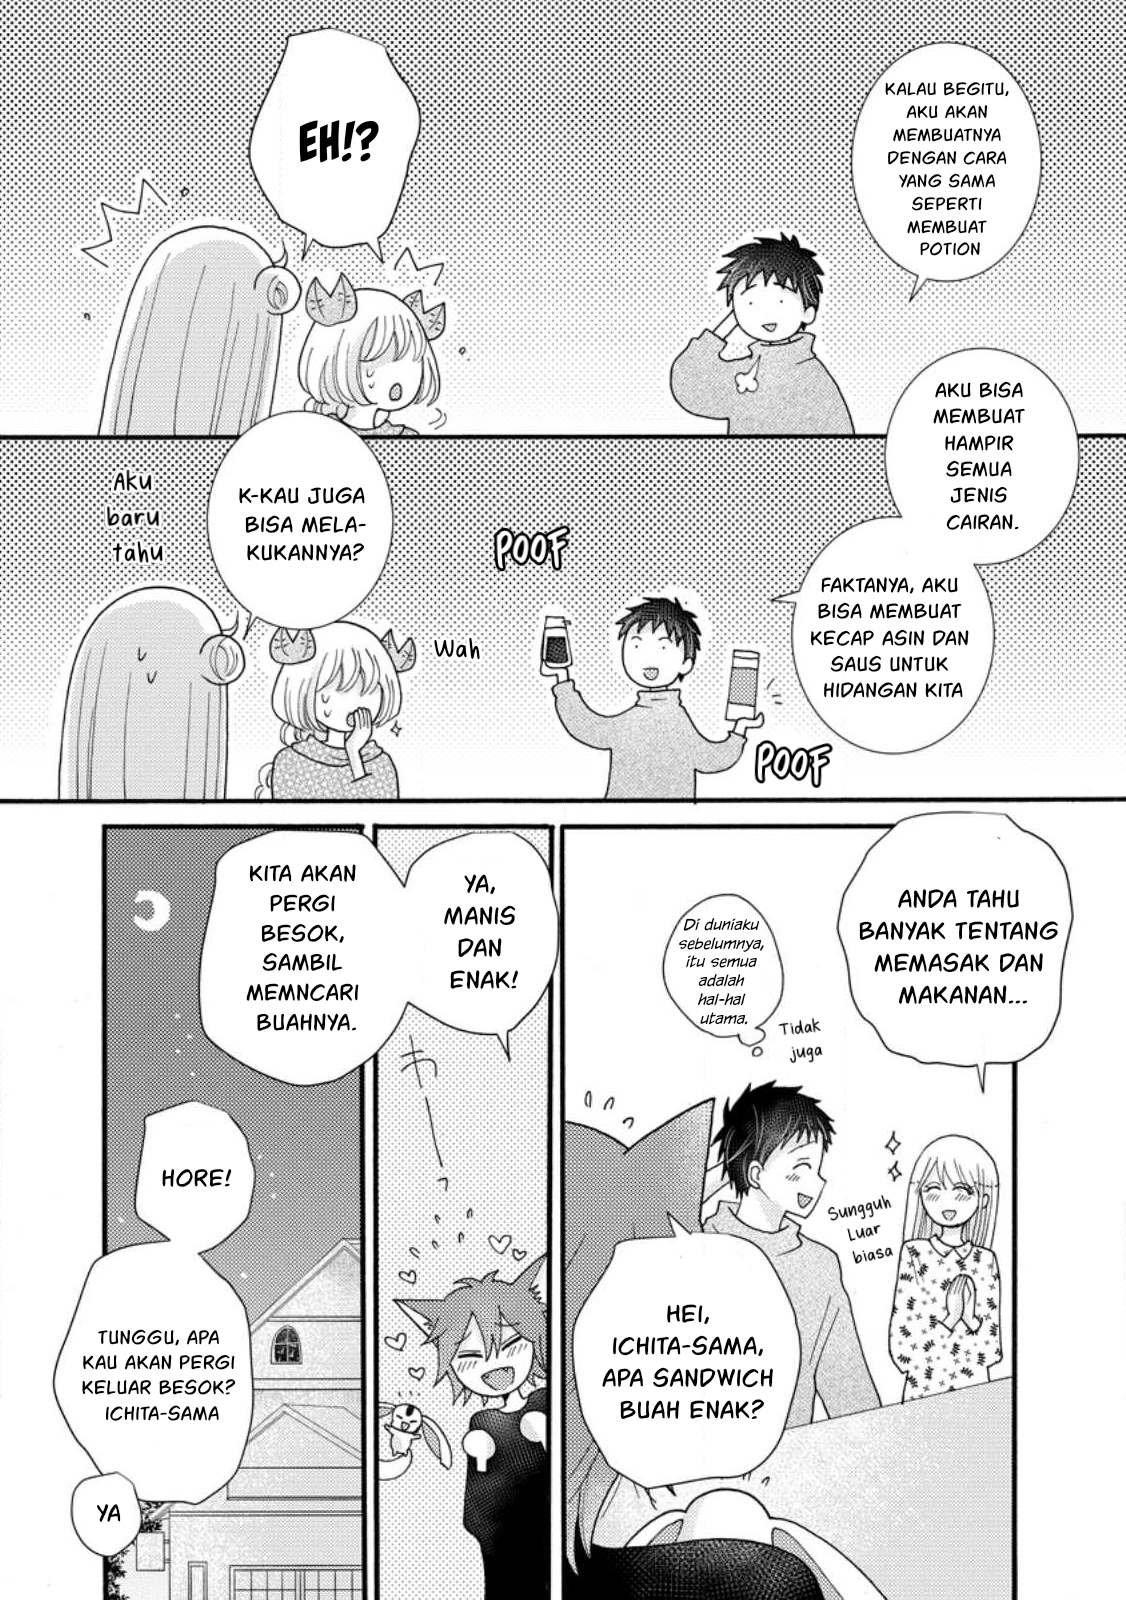 KALAU BEGITU,
AKU AKAN
MEMBUATNYA
DENGAN CARA
YANG SAMA
SEPERTI
MEMBUAT
POTION
EH!?
AKU BISA
MEMBUAT
HAMPIR
SEMUA
JENIS
CAIRAN.
FAKTANYA, AKU
BISA MEMBUAT
KECAP ASIN DAN
SAUS UNTUK
HIDANGAN KITA
POOF
POOF
Wah
K-KAU JUGA
BISA MELA-
KUKANNYA?
Aku
baru
tahu
ANDA TAHU
BANYAK TENTANG
MEMASAK DAN
MAKANAN...
Di duniaku
sebelumnya,
itu semua
adalah
hal-hal
utama.
Tidak
juga
Sungguh
Luar
biasa
HEI,
ICHITA-SAMA,
APA SANDWICH
BUAH ENAK?
YA,
MANIS
DAN
ENAK!
わーっ
KITA AKAN
PERGI
BESOK,
SAMBIL
MEMNCARI
BUAHNYA.
HORE!
TUNGGU, APA
KAU AKAN PERGI
KELUAR BESOK?
ICHITA-SAMA
YA